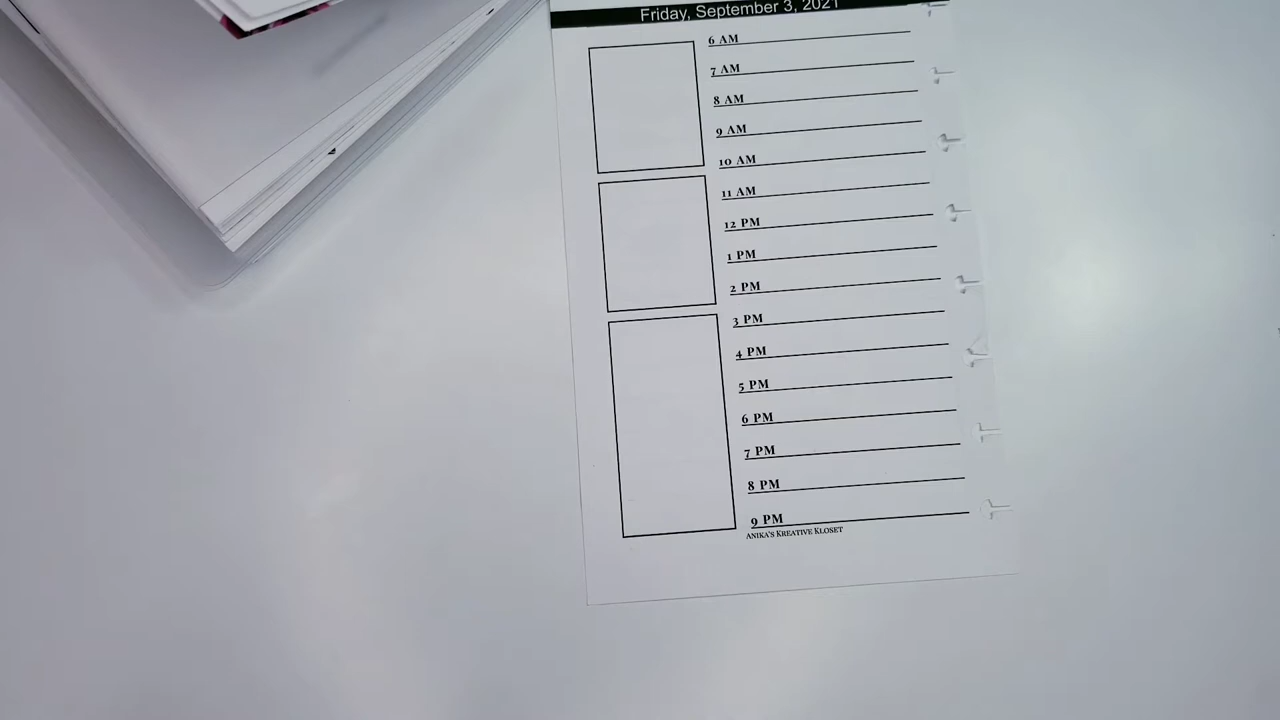 Friday, September 3, 2021
6 AM
7 AM
8 AM
9 AM
10 AM
11 AM
12 PM
1 PM
2 PM
3 PM
4 PM
5 PM
6 PM
7 PM
8 PM
9 PM
ANIKA'S KREATIVE KLOSET